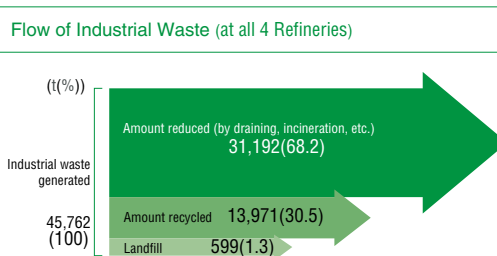 Flow of Industrial Waste (at all 4 Refineries)
(t(%))
Amount reduced (by draining, incineration, etc.)
31,192(68.2)
Industrial waste
generated
45,762
(100)
Amount recycled 13,971(30.5)
Landfill 599(1.3)